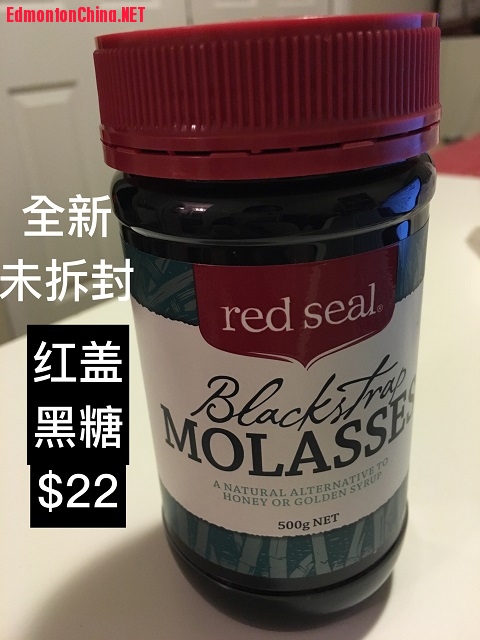 EdmontonChina.NET
全新
未拆封
红盖
黑糖
$22
red seal®
Blackstrap
MOLASSES
A NATURAL ALTERNATIVE TO
HONEY OR GOLDEN SYRUP
500g NET